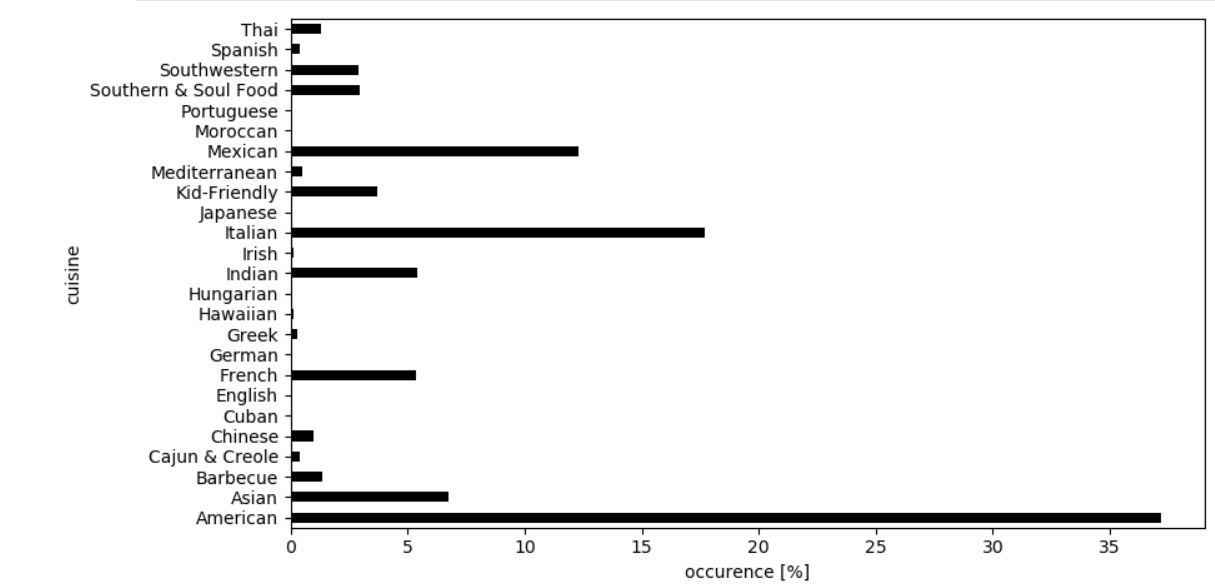 Thai
Spanish
Southwestern
Southern & Soul Food
Portuguese
Moroccan
Mexican
Mediterranean
Kid-Friendly
Japanese
Italian
Irish
Indian
Hungarian
Hawaiian
Greek
German
French
English
Cuban
Chinese
Cajun & Creole
Barbecue
Asian
American
cuisine
0 5 10 15 20 25 30 35
occurence [%]